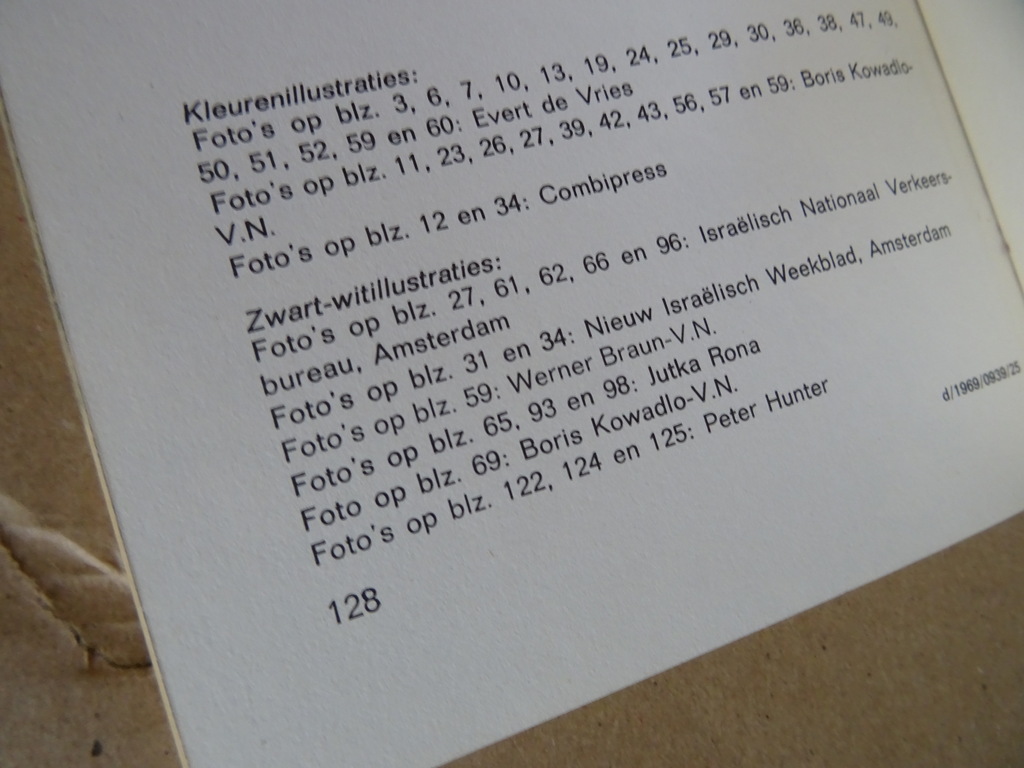 Kleurenillustraties:
Foto's op blz. 3, 6, 7, 10, 13, 19, 24, 25, 29, 30, 36, 38, 47, 49,
50, 51, 52, 59 en 60: Evert de Vries
Foto's op blz. 11, 23, 26, 27, 39, 42, 43, 56, 57 en 59: Boris Kowadlo-
V.N.
Foto's op blz. 12 en 34: Combipress
Zwart-witillustraties:
Foto's op blz. 27, 61, 62, 66 en 96: Israëlisch Nationaal Verkeers-
bureau, Amsterdam
Foto's op blz. 31 en 34: Nieuw Israëlisch Weekblad, Amsterdam
Foto's op blz. 59: Werner Braun-V.N.
Foto's op blz. 65, 93 en 98: Jutka Rona
Foto op blz. 69: Boris Kowadlo-V.N.
Foto's op blz. 122, 124 en 125: Peter Hunter
d/1969/0939/25
128